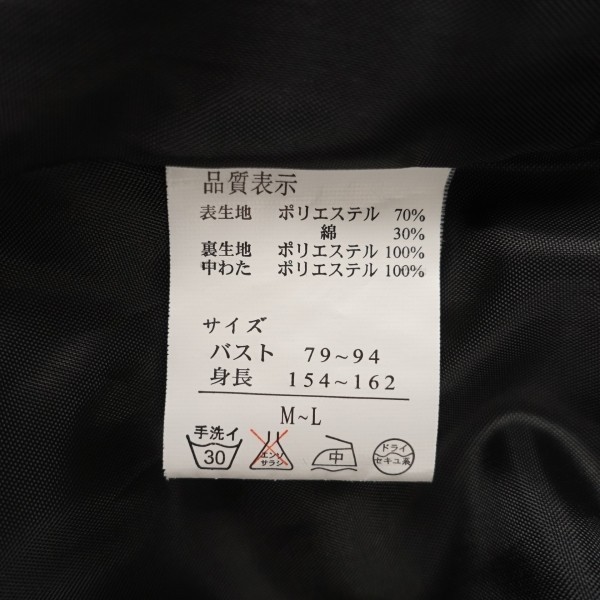 品質表示
表生地 ポリエステル 70%
綿 30%
裏生地 ポリエステル 100%
中わた ポリエステル 100%
サイズ
バスト 79~94
身長 154~162
M~L
手洗イ
30
エンソ
サラシ
中
ドライ
セキユ系